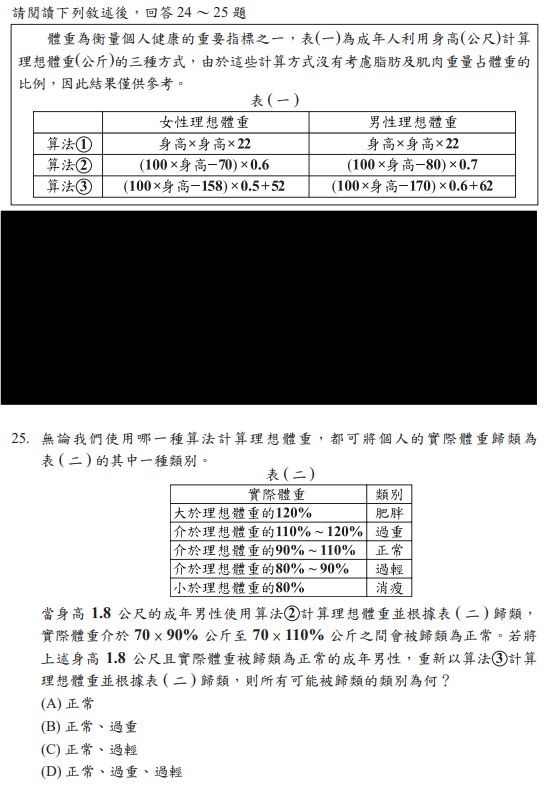 請閱讀下列敘述後，回答 24 ~ 25 題
體重為衡量個人健康的重要指標之一，表(一)為成年人利用身高(公尺)計算
理想體重(公斤)的三種方式，由於這些計算方式沒有考慮脂肪及肌肉重量占體重的
比例，因此結果僅供參考。
表(一)
女性理想體重 男性理想體重
算法① 身高×身高×22 身高×身高×22
算法② (100×身高−70)×0.6 (100×身高−80)×0.7
算法③ (100×身高−158)×0.5+52 (100×身高−170)×0.6+62
25. 無論我們使用哪一種算法計算理想體重，都可將個人的實際體重歸類為
表(二)的其中一種類別。
表(二)
實際體重 類別
大於理想體重的120% 肥胖
介於理想體重的110% ~ 120% 過重
介於理想體重的90% ~ 110% 正常
介於理想體重的80% ~ 90% 過輕
小於理想體重的80% 消瘦
當身高 1.8 公尺的成年男性使用算法②計算理想體重並根據表(二)歸類，
實際體重介於 70 × 90% 公斤至 70 × 110% 公斤之間會被歸類為正常。若將
上述身高 1.8 公尺且實際體重被歸類為正常的成年男性，重新以算法③計算
理想體重並根據表(二)歸類，則所有可能被歸類的類別為何？
(A) 正常
(B) 正常、過重
(C) 正常、過輕
(D) 正常、過重、過輕